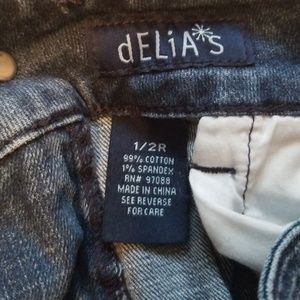 dELiA*S
1/2R
99% COTTON
1% SPANDEX
RN# 97088
MADE IN CHINA
SEE REVERSE
FOR CARE